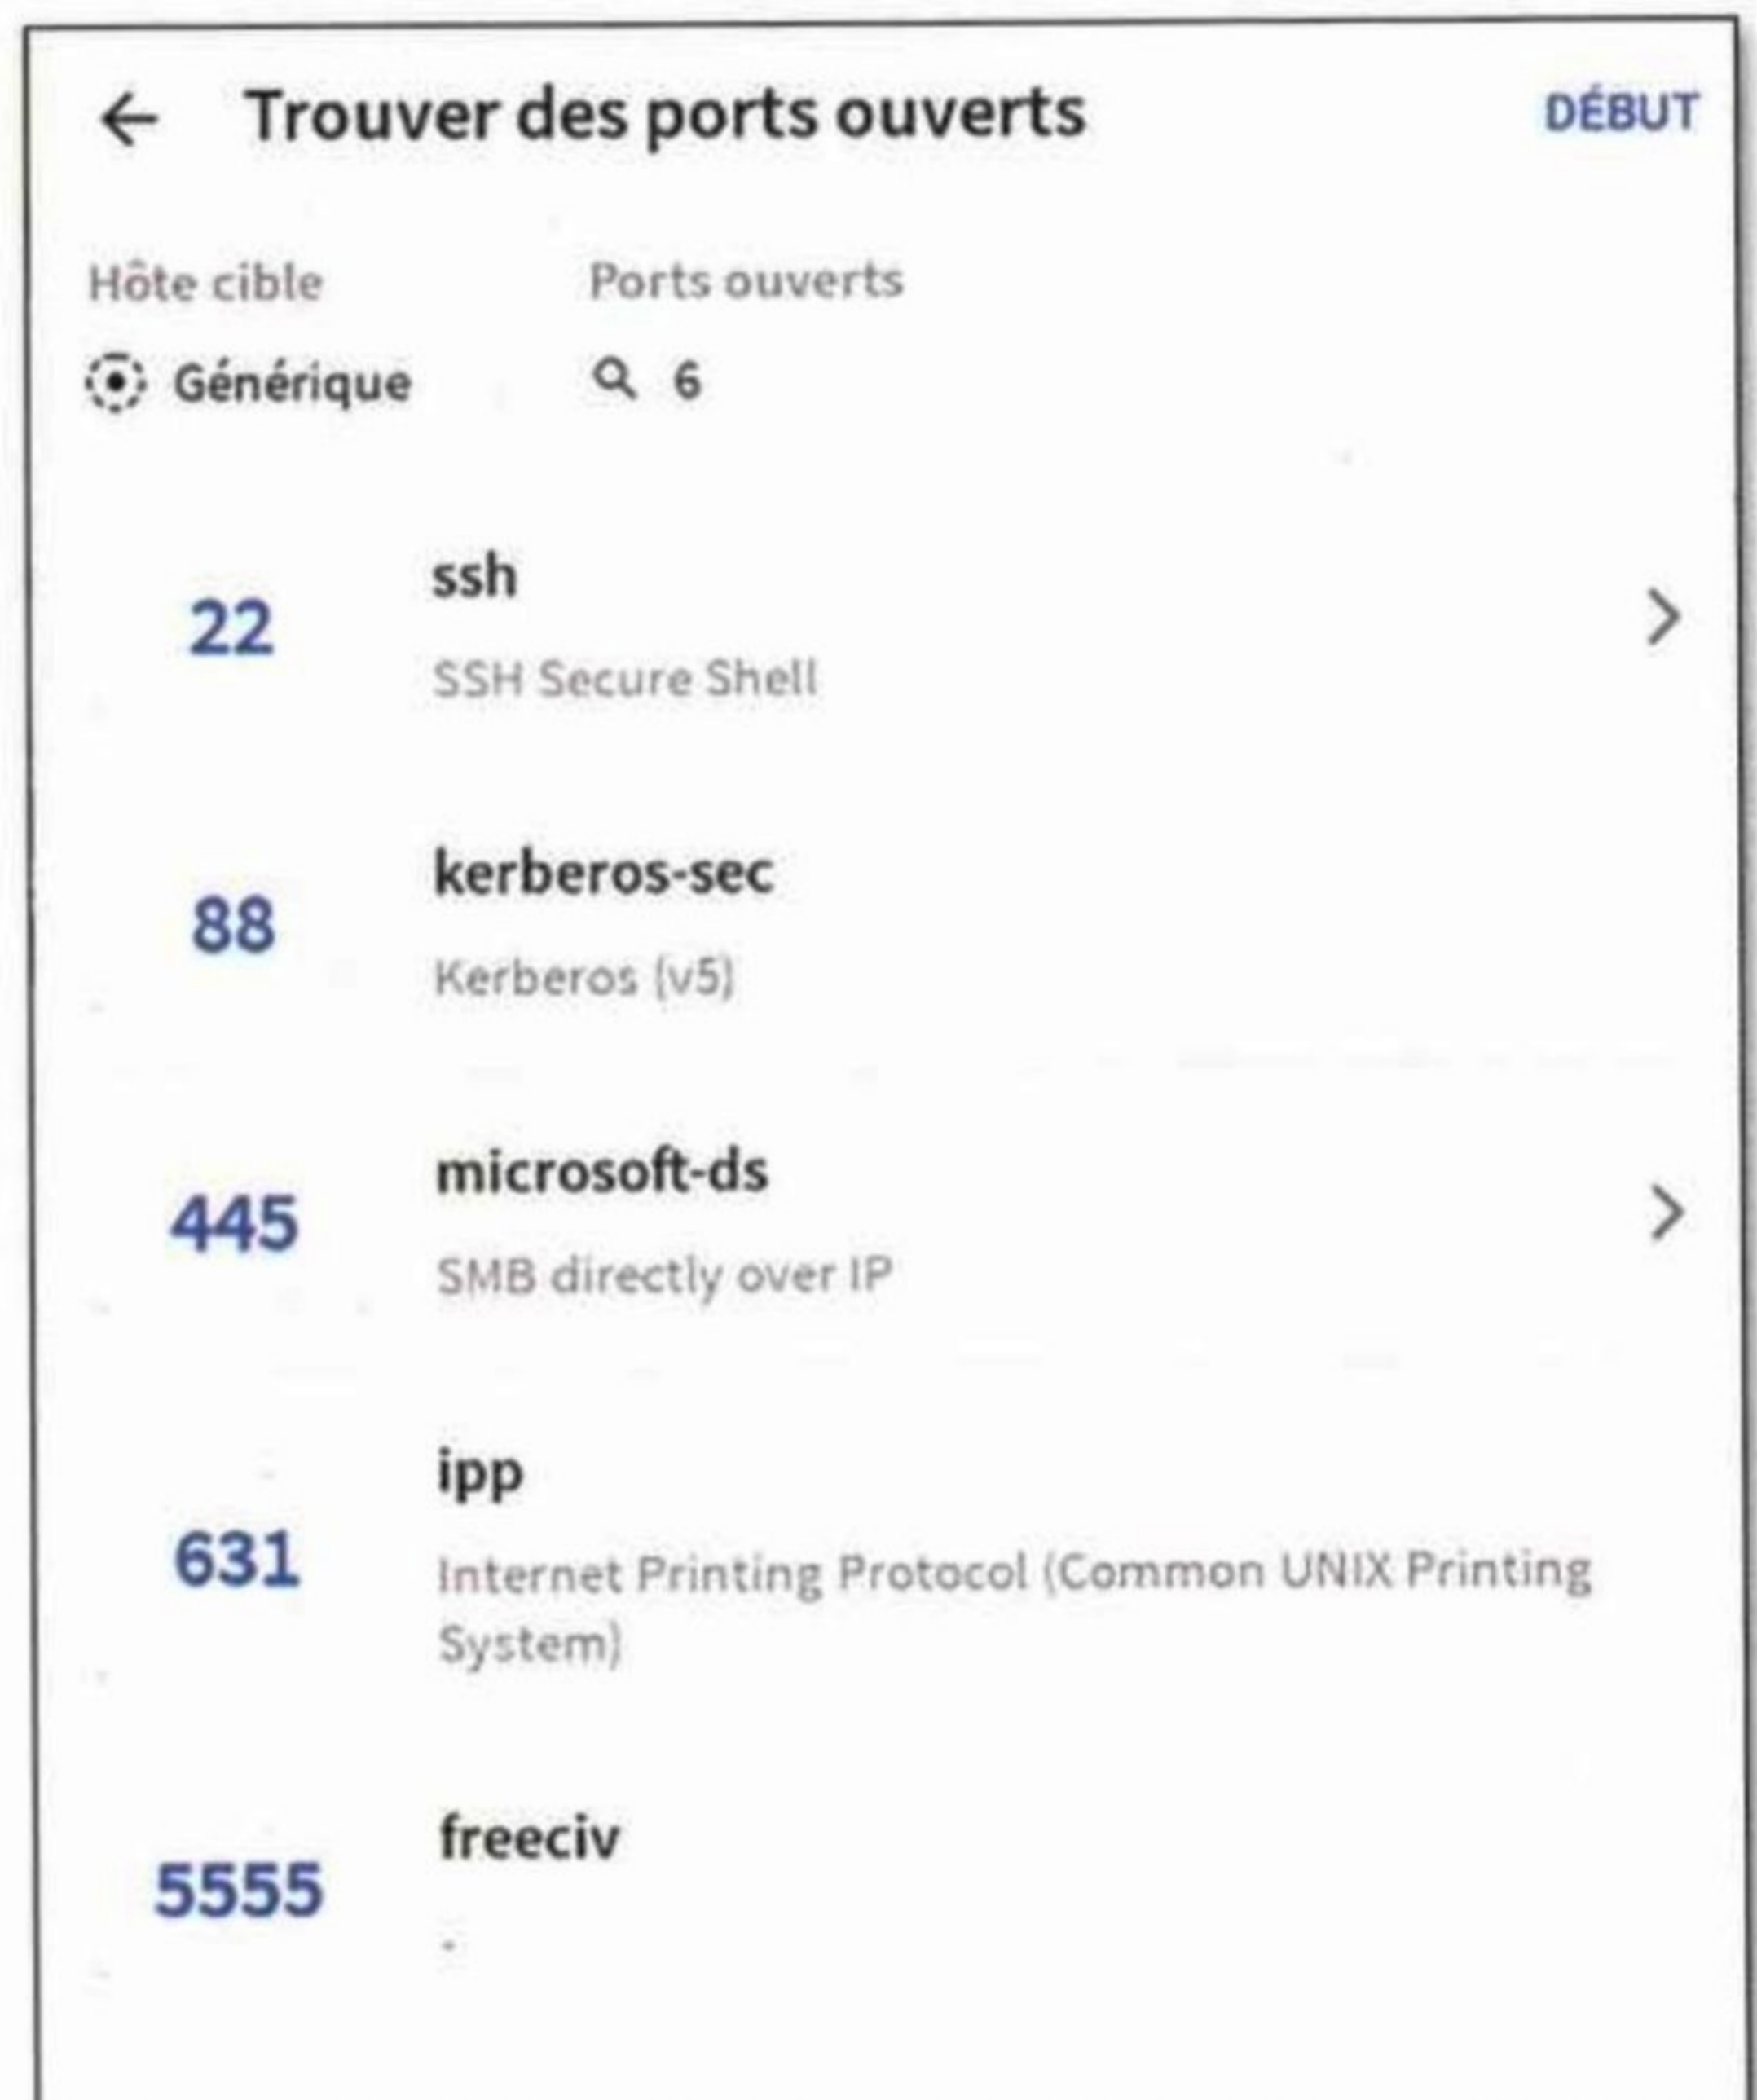 Trouver des ports ouverts
DÉBUT
Hôte cible
Ports ouverts
Générique
6
22
ssh
SSH Secure Shell
88
kerberos-sec
Kerberos (v5)
445
microsoft-ds
SMB directly over IP
631
ipp
Internet Printing Protocol (Common UNIX Printing
System)
5555
freeciv
-